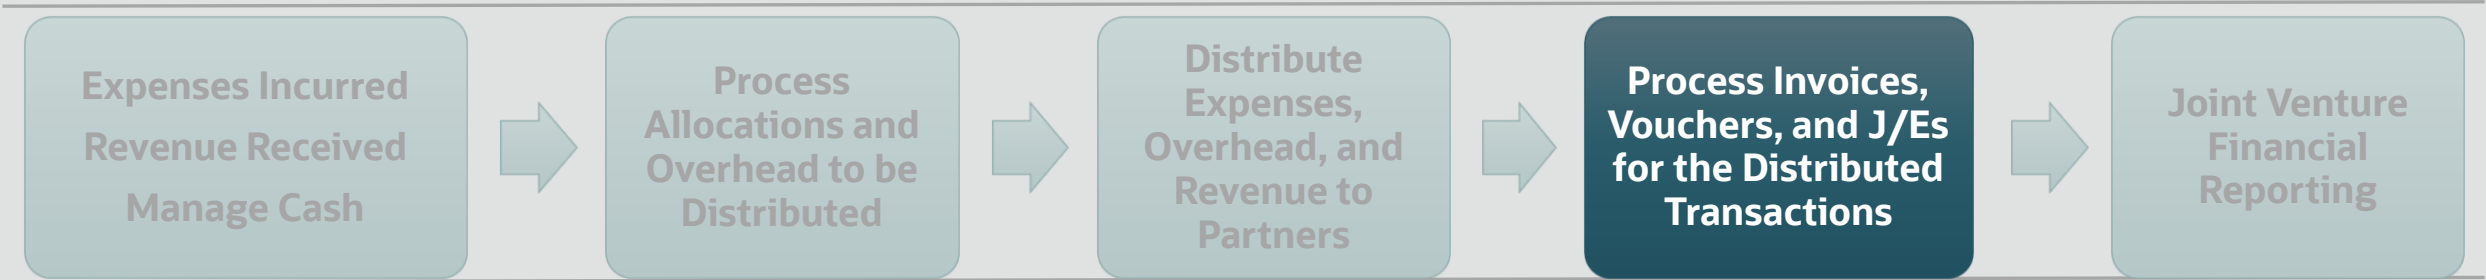 Expenses Incurred
Revenue Received
Manage Cash
Process
Allocations and
Overhead to be
Distributed
Distribute
Expenses,
Overhead, and
Revenue to
Partners
Process Invoices,
Vouchers, and J/Es
for the Distributed
Transactions
Joint Venture
Financial
Reporting